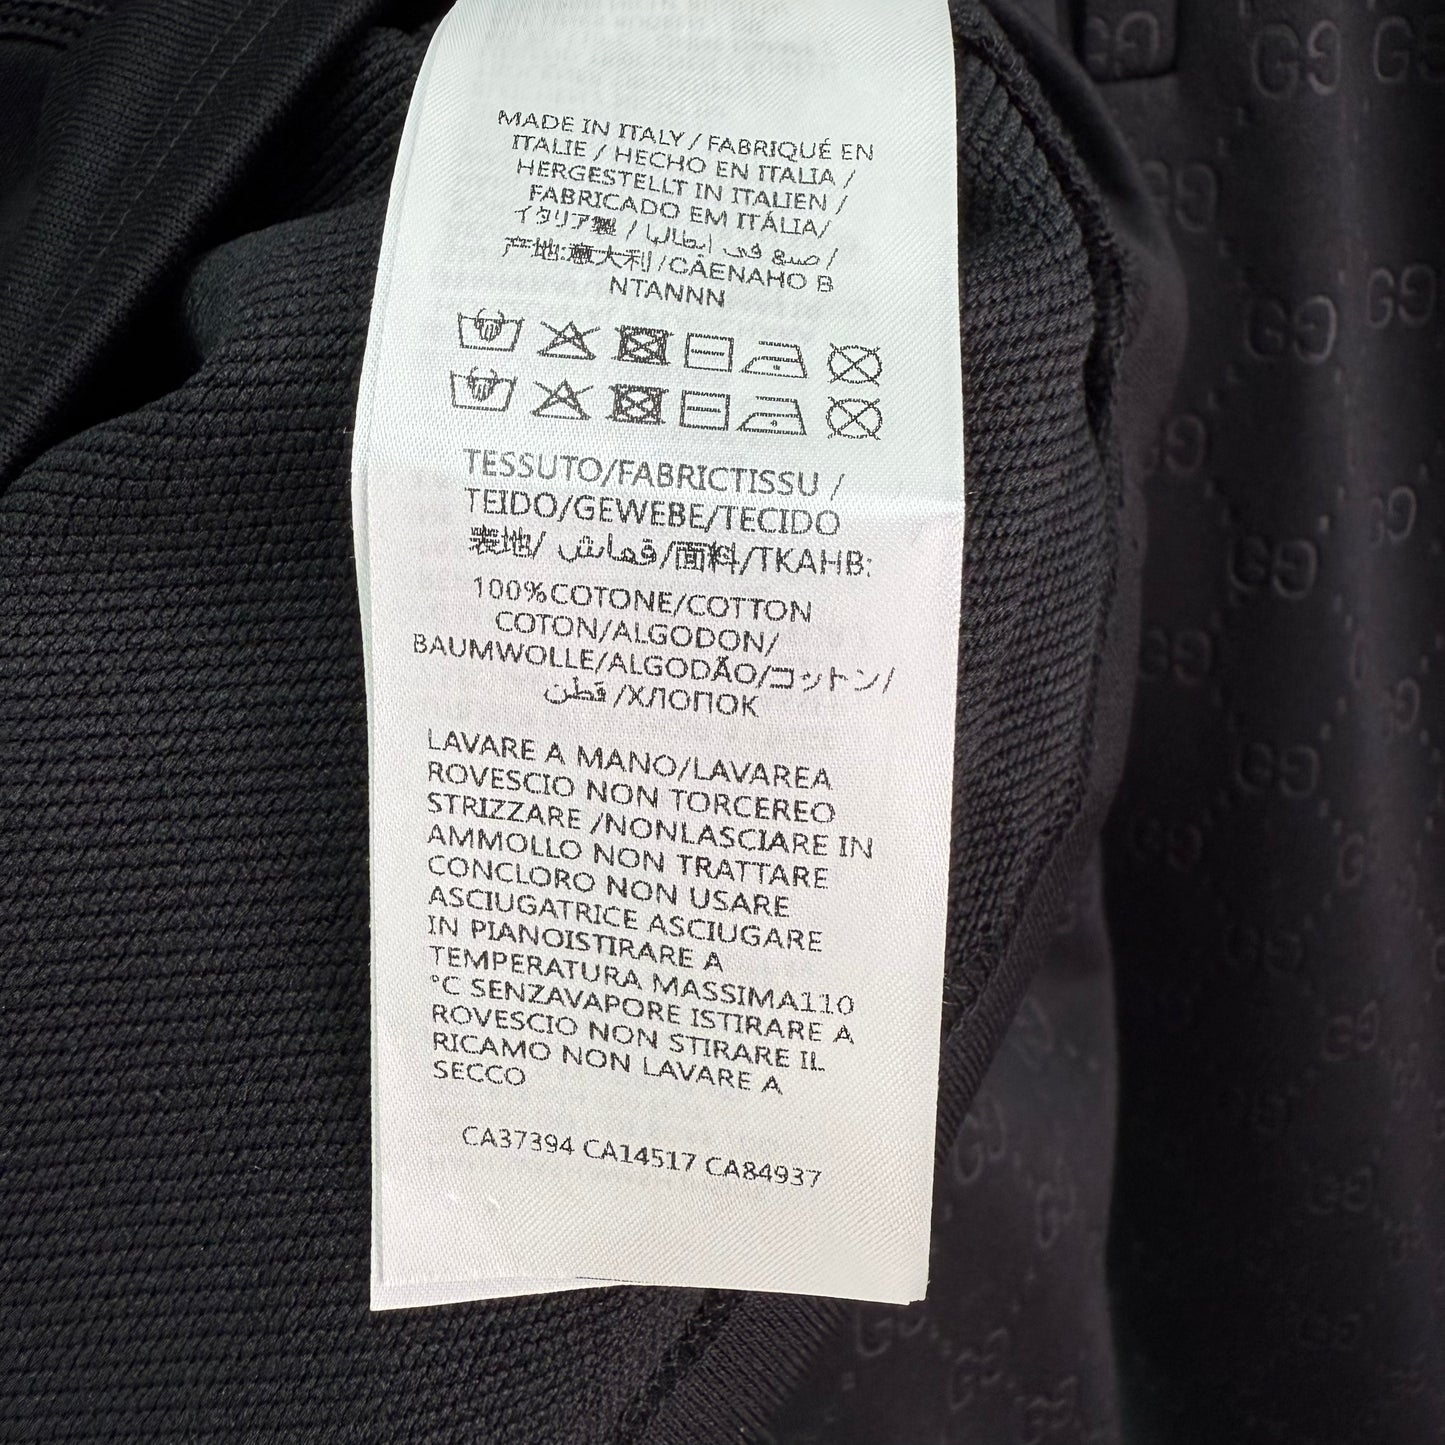 MADE IN ITALY / FABRIQUÉ EN
ITALIE / HECHO EN ITALIA /
HERGESTELLT IN ITALIEN /
FABRICADO EM ITÁLIA/
イタリア製 / صنع في إيطاليا /
产地:意大利/CAENAHO B
NTANNN
TESSUTO/FABRICTISSU /
TEIDO/GEWEBE/TECIDO
表地/ قماش/面料/TKAHB:
100%COTONE/COTTON
COTON/ALGODON/
BAUMWOLLE/ALGODÃO/コットン/
قطن /ХЛОПОК
LAVARE A MANO/LAVAREA
ROVESCIO NON TORCEREO
STRIZZARE /NONLASCIARE IN
AMMOLLO NON TRATTARE
CONCLORO NON USARE
ASCIUGATRICE ASCIUGARE
IN PIANOISTIRARE A
TEMPERATURA MASSIMA110
°C SENZAVAPORE ISTIRARE A
ROVESCIO NON STIRARE IL
RICAMO NON LAVARE A
SECCO
CA37394 CA14517 CA84937